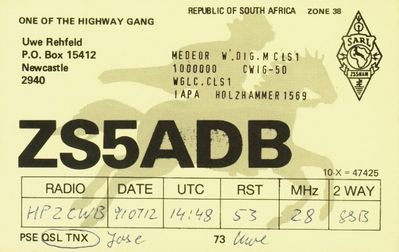 ONE OF THE HIGHWAY GANG
REPUBLIC OF SOUTH AFRICA ZONE 38
Uwe Rehfeld
P.O. Box 15412
Newcastle
2940
MEDEOR W.DIG.M CLS1
1000000 CWIG-50
WGLC.CLS1
IAPA HOLZHAMMER 1569
SARL
ZS5ADB
10-X = 47425
RADIO DATE UTC RST MHz 2 WAY
HP2CWB 910712 14:48 53 28 SSB
PSE QSL TNX Jose 73 Uwe